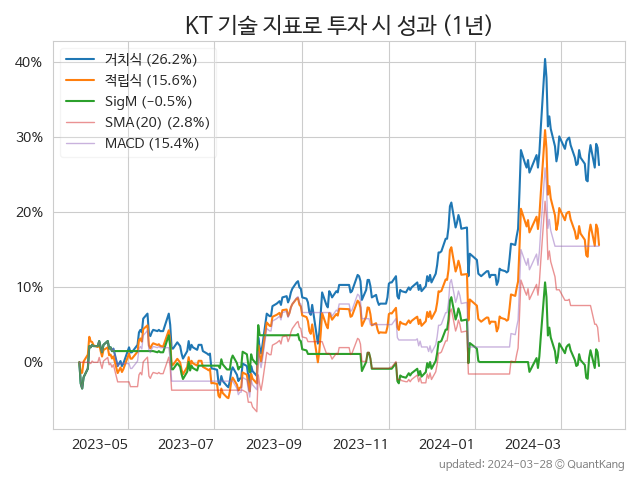 KT 기술 지표로 투자 시 성과 (1년)
거치식 (26.2%)
적립식 (15.6%)
SigM (−0.5%)
SMA(20) (2.8%)
MACD (15.4%)
40%
30%
20%
10%
0%
2023-05 2023-07 2023-09 2023-11 2024-01 2024-03
updated: 2024-03-28 © QuantKang